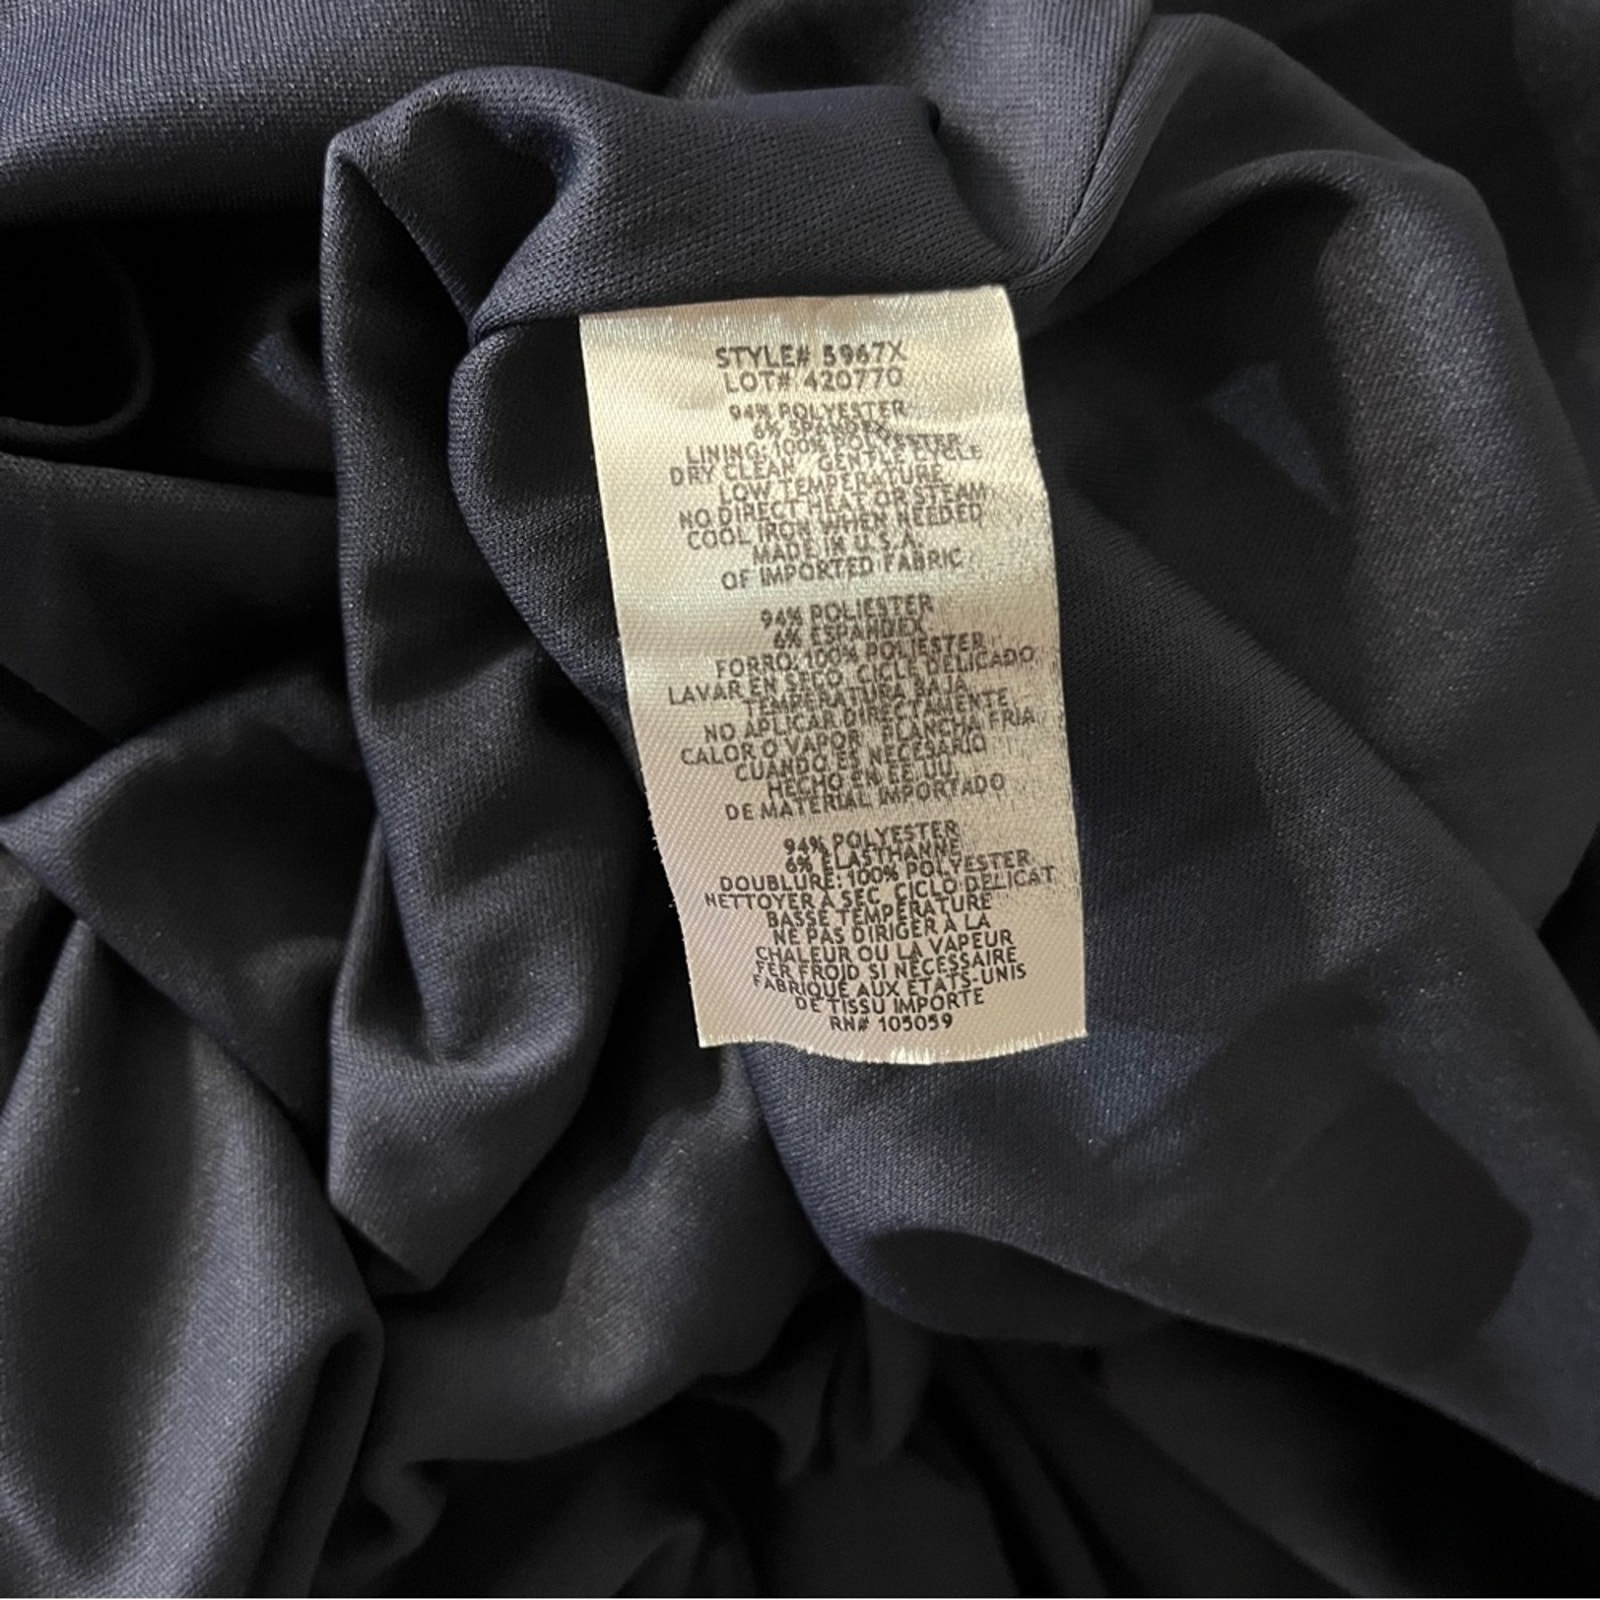 STYLE# 5967X
LOT# 420770
94% POLYESTER
6% SPANDEX
LINING: 100% POLYESTER
DRY CLEAN, GENTLE CYCLE
LOW TEMPERATURE
NO DIRECT HEAT OR STEAM
COOL IRON WHEN NEEDED
MADE IN U.S.A.
OF IMPORTED FABRIC
94% POLIESTER
6% ESPANDEX
FORRO: 100% POLIESTER
LAVAR EN SECO, CICLE DELICADO
TEMPERATURA BAJA
NO APLICAR DIRECTAMENTE
CALOR O VAPOR PLANCHA FRIA
CUANDO ES NECESARIO
HECHO EN EE UU.
DE MATERIAL IMPORTADO
94% POLYESTER
6% ELASTHANNE
DOUBLURE: 100% POLYESTER
NETTOYER À SEC, CICLO DELICAT
BASSE TEMPÉRATURE
NE PAS DIRIGER À LA
CHALEUR OU LA VAPEUR
FER FROID SI NÉCESSAIRE
FABRIQUÉ AUX ETATS-UNIS
DE TISSU IMPORTE
RN# 105059